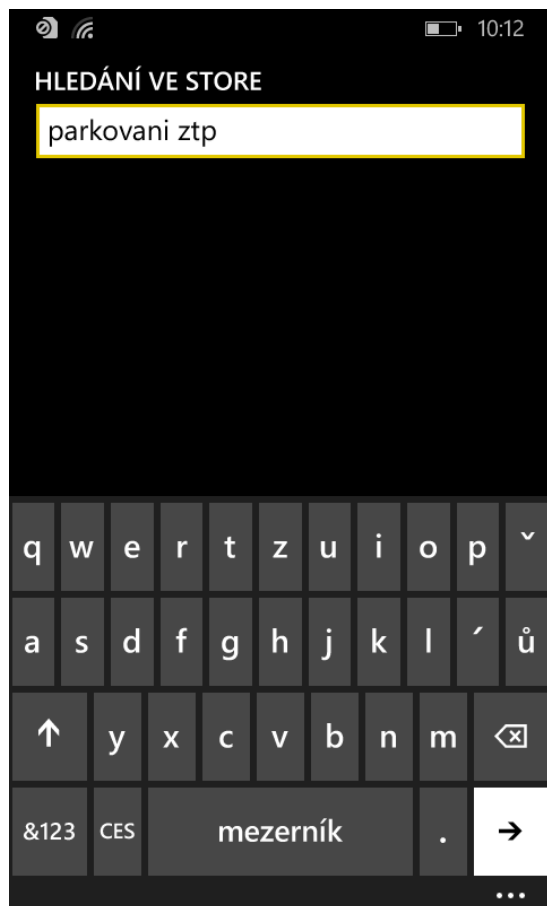 10:12
HLEDÁNÍ VE STORE
parkovani ztp
q w e r t z u i o p ˇ
a s d f g h j k l ´ ů
y x c v b n m
&123 CES mezerník .